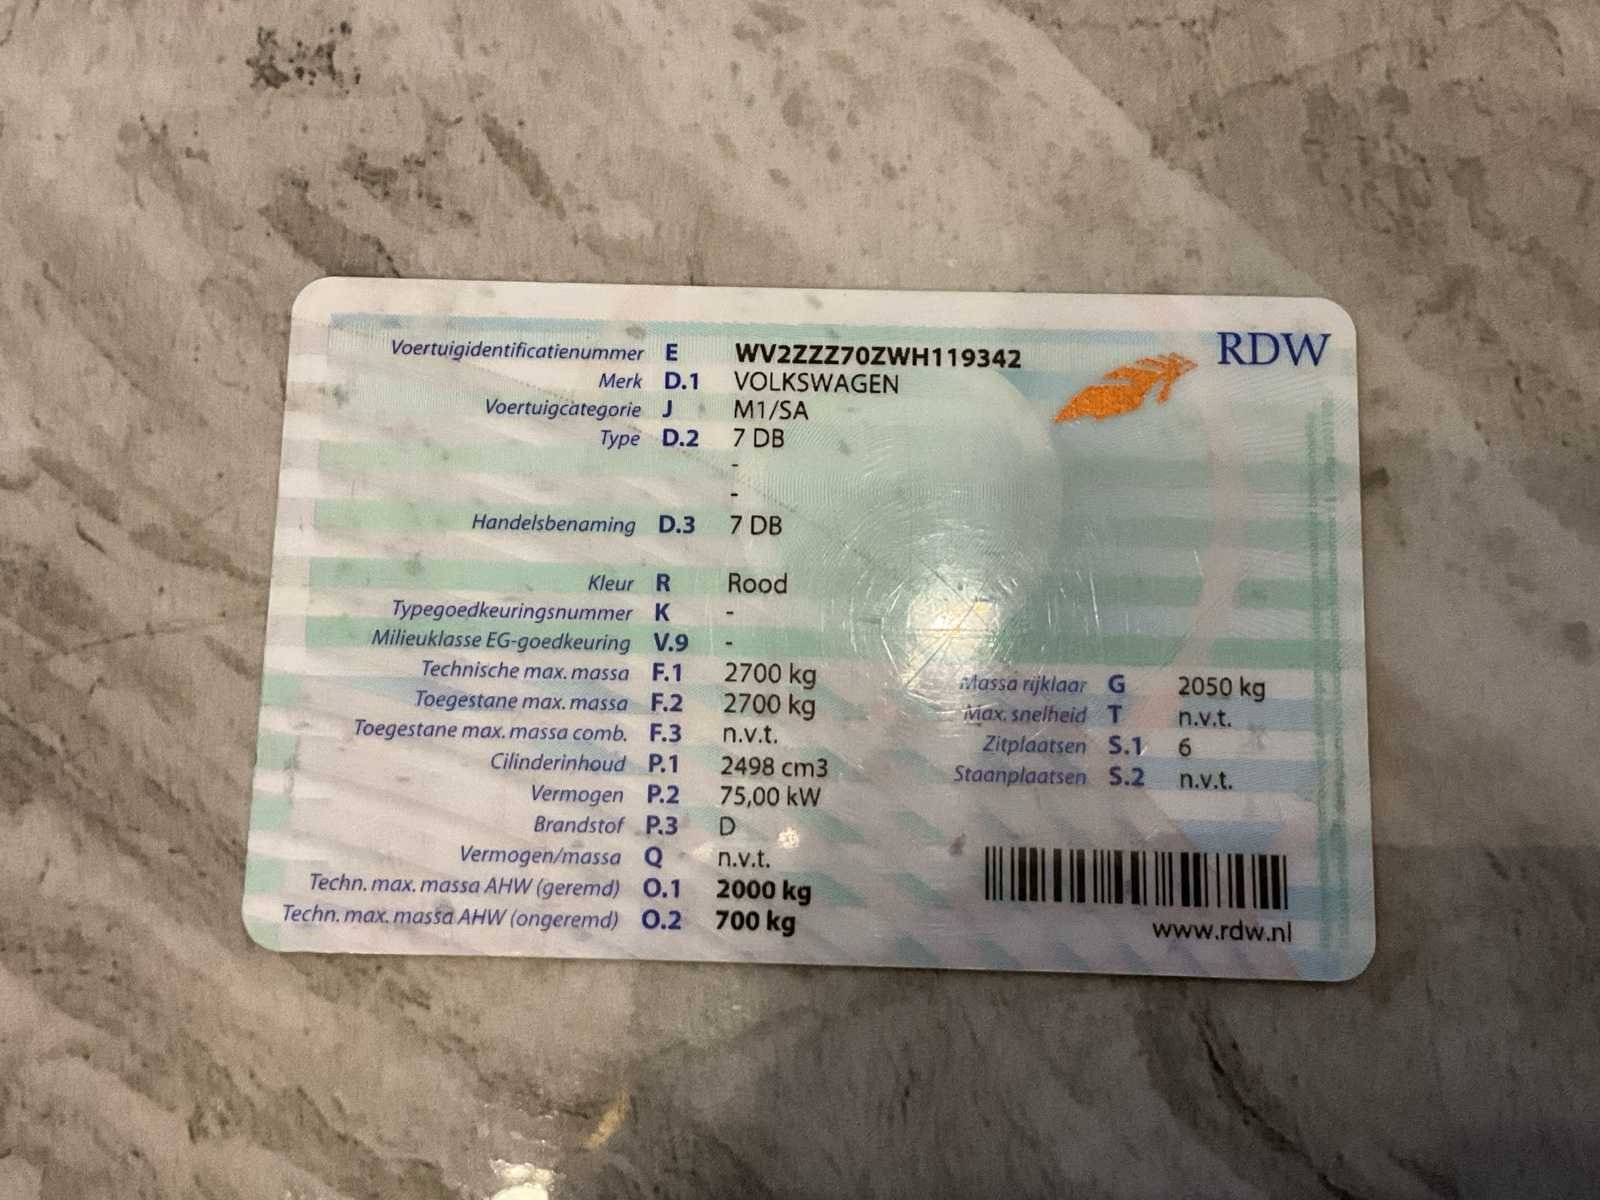 RDW
Voertuigidentificatienummer E WV2ZZZ70ZWH119342
Merk D.1 VOLKSWAGEN
Voertuigcategorie J M1/SA
Type D.2 7 DB
-
-
Handelsbenaming D.3 7 DB
Kleur R Rood
Typegoedkeuringsnummer K -
Milieuklasse EG-goedkeuring V.9 -
Technische max. massa F.1 2700 kg
Toegestane max. massa F.2 2700 kg
Toegestane max. massa comb. F.3 n.v.t.
Cilinderinhoud P.1 2498 cm3
Vermogen P.2 75,00 kW
Brandstof P.3 D
Vermogen/massa Q n.v.t.
Techn. max. massa AHW (geremd) O.1 2000 kg
Techn. max. massa AHW (ongeremd) O.2 700 kg
Massa rijklaar G 2050 kg
Max. snelheid T n.v.t.
Zitplaatsen S.1 6
Staanplaatsen S.2 n.v.t.
www.rdw.nl